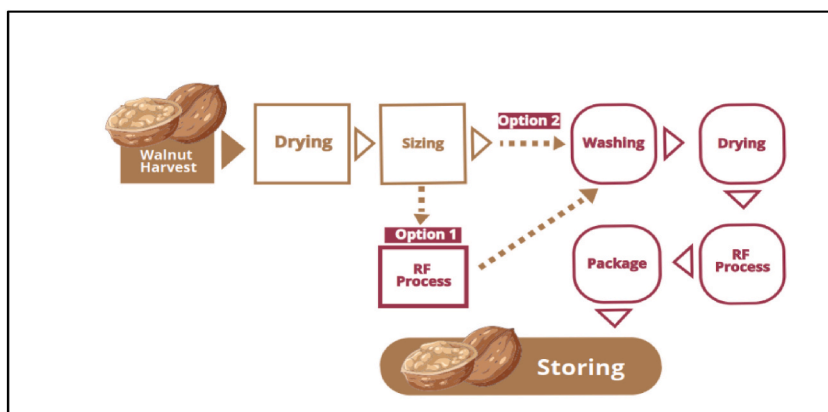 Walnut
Harvest
Drying
Sizing
Option 2
Washing
Drying
Option 1
RF
Process
Package
RF
Process
Storing